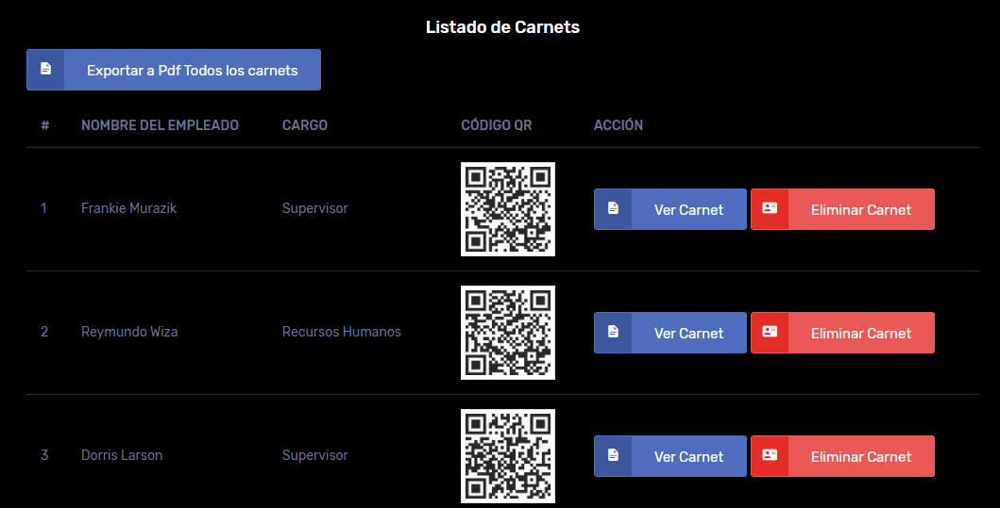 Listado de Carnets
Exportar a Pdf Todos los carnets
# NOMBRE DEL EMPLEADO CARGO CÓDIGO QR ACCIÓN
1 Frankie Murazik Supervisor Ver Carnet Eliminar Carnet
2 Reymundo Wiza Recursos Humanos Ver Carnet Eliminar Carnet
3 Dorris Larson Supervisor Ver Carnet Eliminar Carnet